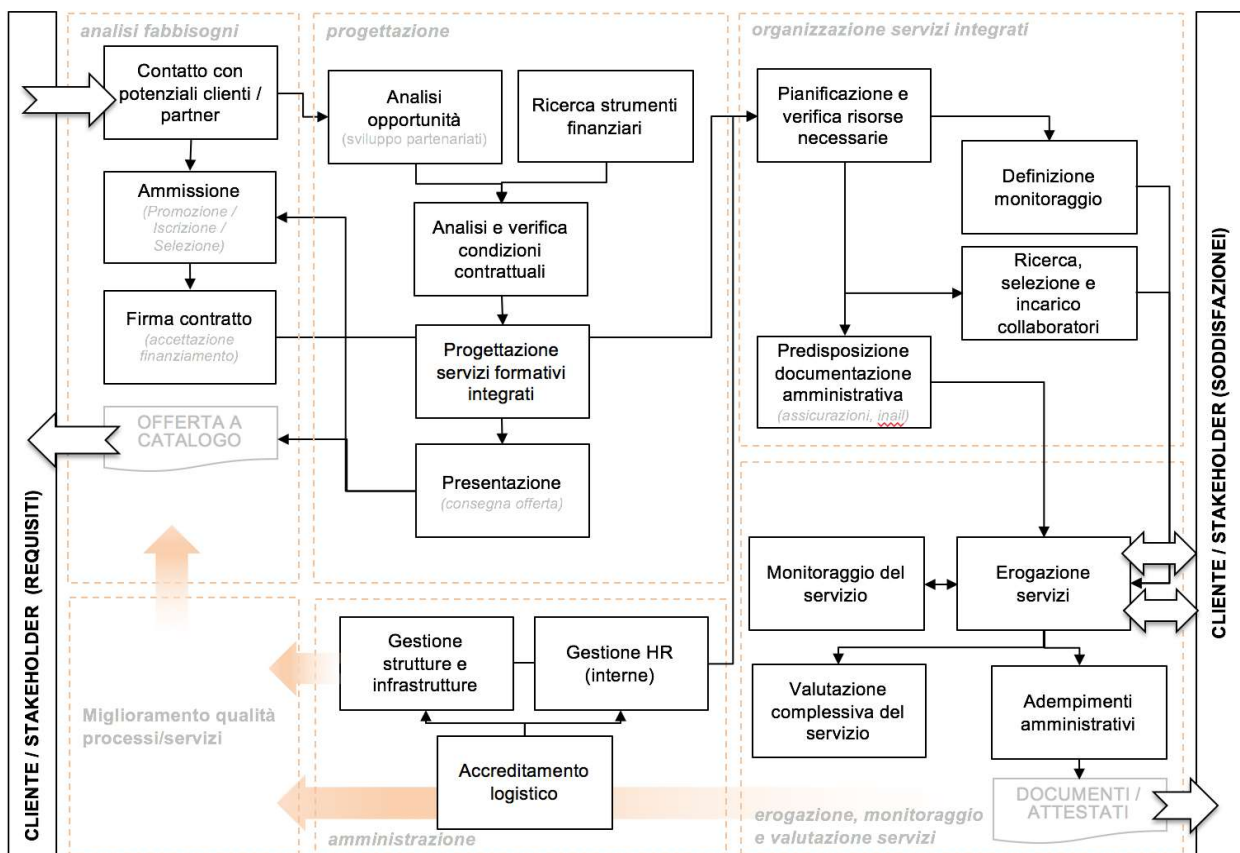 CLIENTE / STAKEHOLDER (REQUISITI)
analisi fabbisogni
Contatto con
potenziali clienti /
partner
Ammissione
(Promozione /
Iscrizione /
Selezione)
Firma contratto
(accettazione
finanziamento)
OFFERTA A
CATALOGO
progettazione
Analisi
opportunità
(sviluppo partenariati)
Ricerca strumenti
finanziari
Analisi e verifica
condizioni
contrattuali
Progettazione
servizi formativi
integrati
Presentazione
(consegna offerta)
organizzazione servizi integrati
Pianificazione e
verifica risorse
necessarie
Definizione
monitoraggio
Ricerca,
selezione e
incarico
collaboratori
Predisposizione
documentazione
amministrativa
(assicurazioni, inail)
Monitoraggio del
servizio
Erogazione
servizi
Valutazione
complessiva del
servizio
Adempimenti
amministrativi
DOCUMENTI /
ATTESTATI
erogazione, monitoraggio
e valutazione servizi
Gestione
strutture e
infrastrutture
Gestione HR
(interne)
Accreditamento
logistico
amministrazione
Miglioramento qualità
processi/servizi
CLIENTE / STAKEHOLDER (SODDISFAZIONEI)